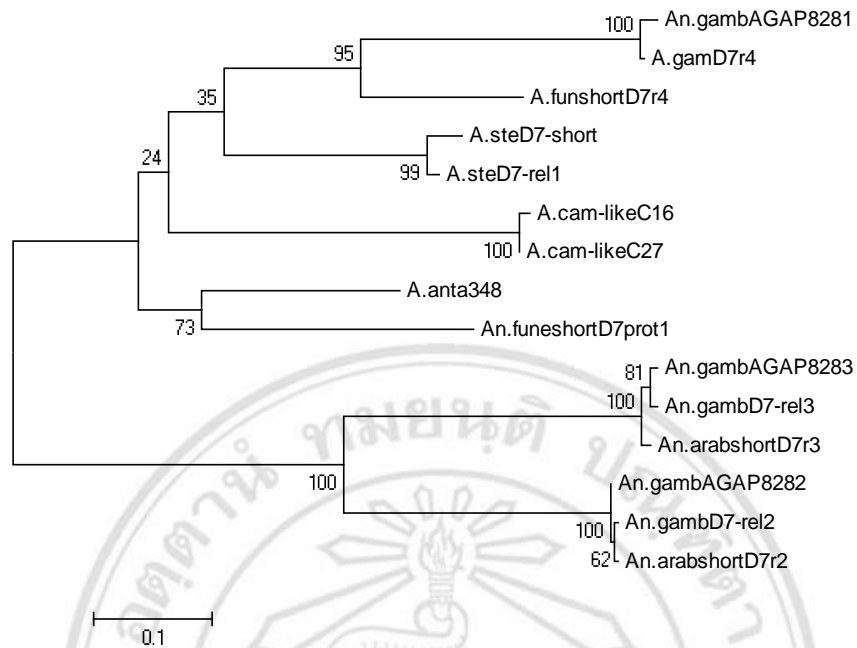 An.gambAGAP8281
100
A.gamD7r4
95
A.funshortD7r4
35
A.steD7-short
24
99
A.steD7-rel1
A.cam-likeC16
100
A.cam-likeC27
A.anta348
73
An.funeshortD7prot1
An.gambAGAP8283
81
An.gambD7-rel3
100
An.arabshortD7r3
100
An.gambAGAP8282
An.gambD7-rel2
100
An.arabshortD7r2
62
0.1